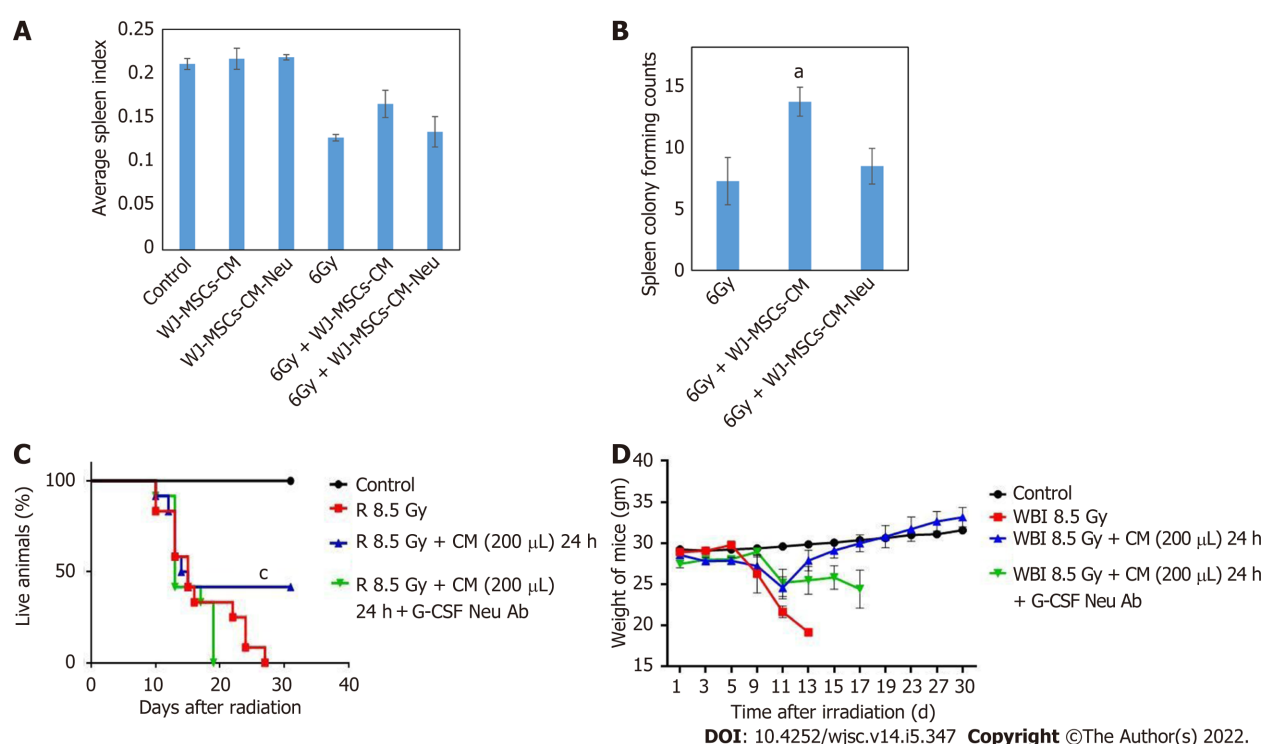 A
Average spleen index
0.25
0.2
0.15
0.1
0.05
0
Control
WJ-MSCs-CM
WJ-MSCs-CM-Neu
6Gy
6Gy + WJ-MSCs-CM
6Gy + WJ-MSCs-CM-Neu
B
Spleen colony forming counts
15
10
5
0
a
6Gy
6Gy + WJ-MSCs-CM
6Gy + WJ-MSCs-CM-Neu
C
Live animals (%)
100
50
0
c
0 10 20 30 40
Days after radiation
Control
R 8.5 Gy
R 8.5 Gy + CM (200 μL) 24 h
R 8.5 Gy + CM (200 μL)
24 h + G-CSF Neu Ab
D
Weight of mice (gm)
40
35
30
25
20
15
1 3 5 9 11 13 15 17 19 23 27 30
Time after irradiation (d)
Control
WBI 8.5 Gy
WBI 8.5 Gy + CM (200 μL) 24 h
WBI 8.5 Gy + CM (200 μL) 24 h
+ G-CSF Neu Ab
DOI: 10.4252/wjsc.v14.i5.347 Copyright ©The Author(s) 2022.